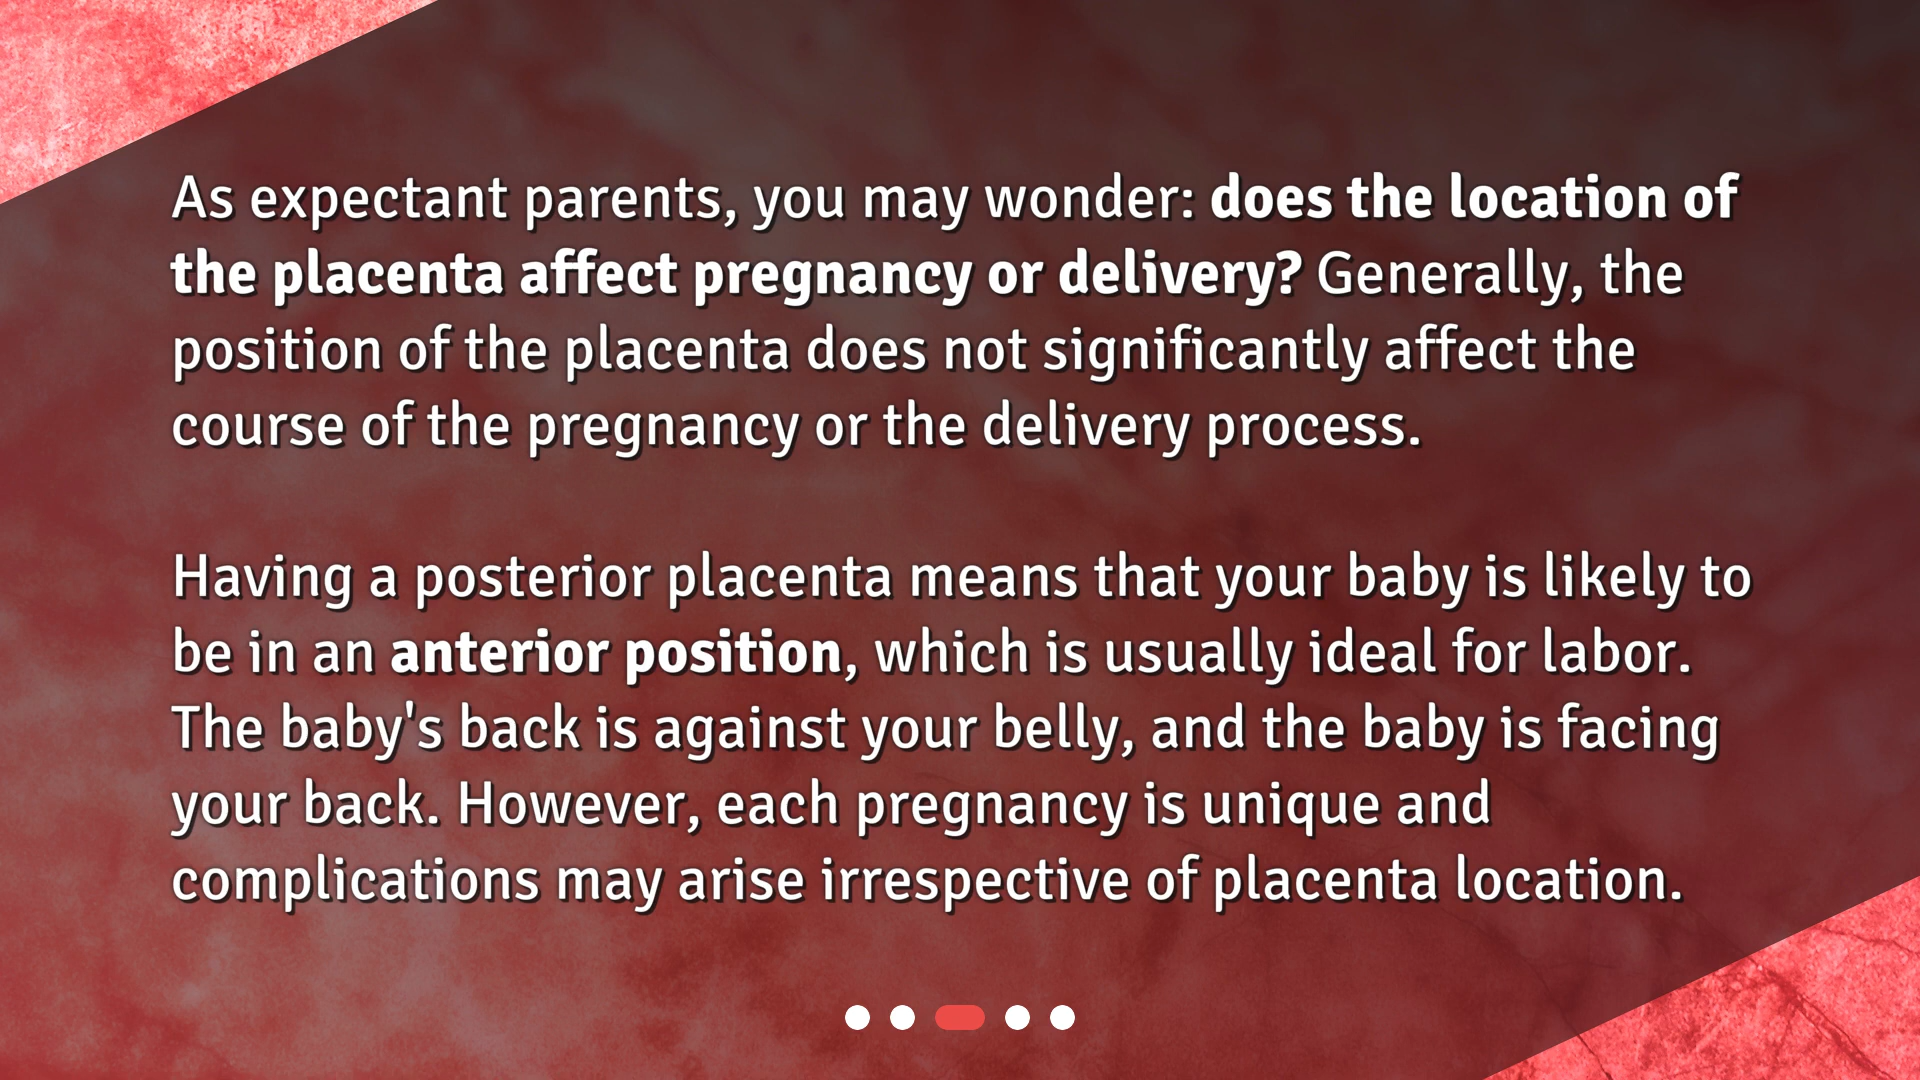 As expectant parents, you may wonder: does the location of
the placenta affect pregnancy or delivery? Generally, the
position of the placenta does not significantly affect the
course of the pregnancy or the delivery process.
Having a posterior placenta means that your baby is likely to
be in an anterior position, which is usually ideal for labor.
The baby's back is against your belly, and the baby is facing
your back. However, each pregnancy is unique and
complications may arise irrespective of placenta location.